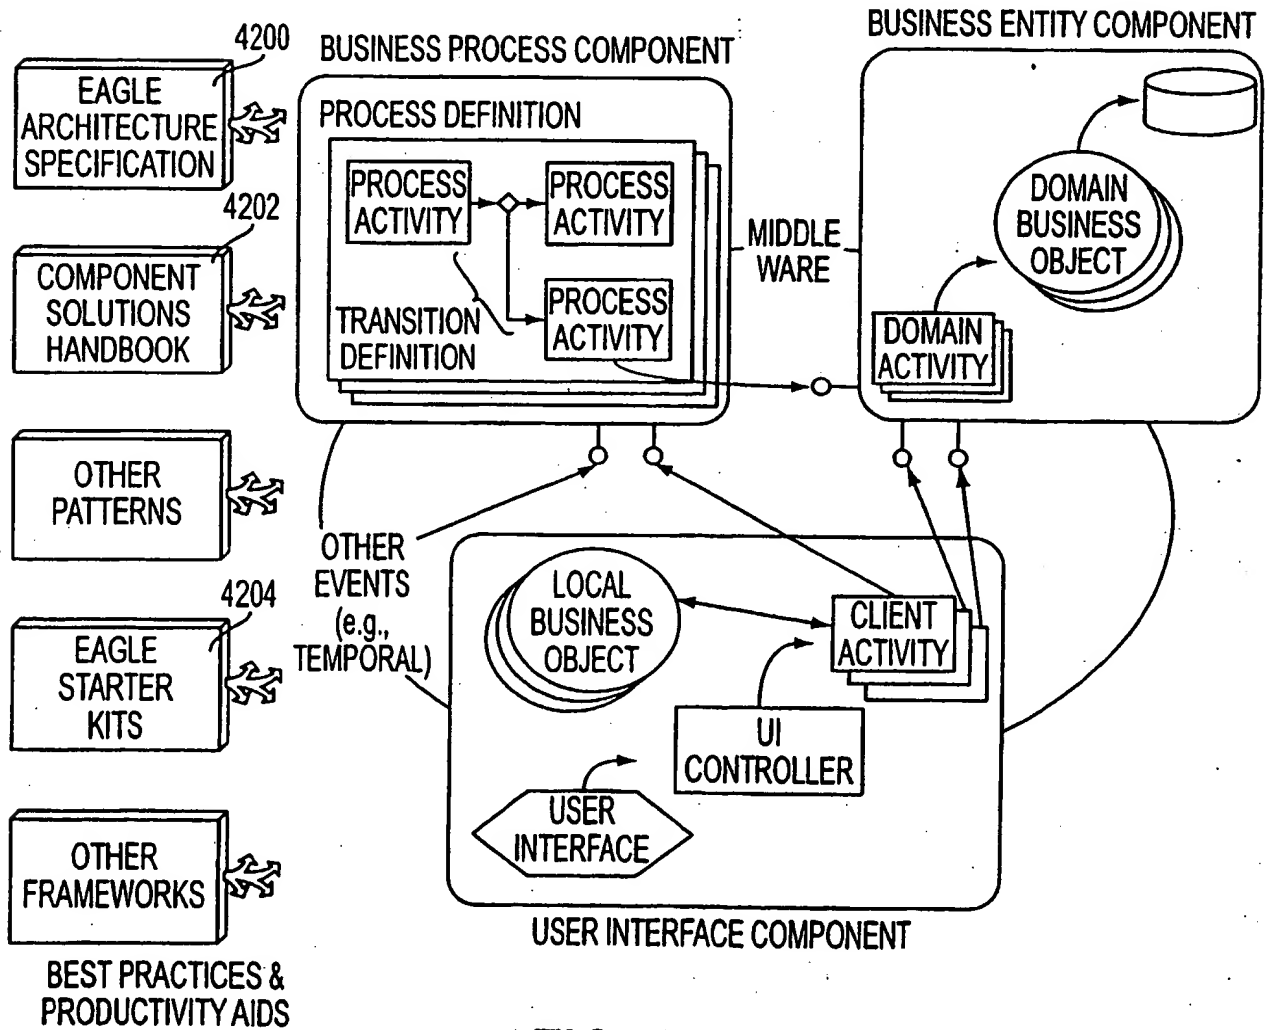 4200
EAGLE
ARCHITECTURE
SPECIFICATION
4202
COMPONENT
SOLUTIONS
HANDBOOK
OTHER
PATTERNS
4204
EAGLE
STARTER
KITS
OTHER
FRAMEWORKS
BEST PRACTICES &
PRODUCTIVITY AIDS
BUSINESS PROCESS COMPONENT
PROCESS DEFINITION
PROCESS
ACTIVITY
PROCESS
ACTIVITY
PROCESS
ACTIVITY
TRANSITION
DEFINITION
MIDDLE
WARE
BUSINESS ENTITY COMPONENT
DOMAIN
BUSINESS
OBJECT
DOMAIN
ACTIVITY
OTHER
EVENTS
(e.g.,
TEMPORAL)
LOCAL
BUSINESS
OBJECT
CLIENT
ACTIVITY
UI
CONTROLLER
USER
INTERFACE
USER INTERFACE COMPONENT